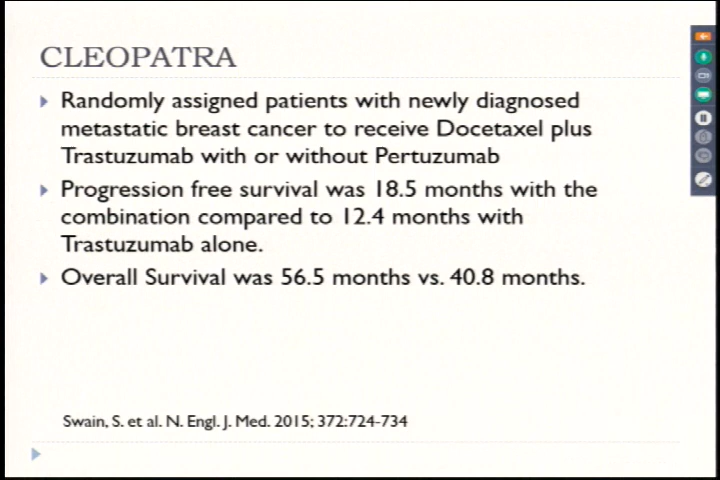 CLEOPATRA
Randomly assigned patients with newly diagnosed
metastatic breast cancer to receive Docetaxel plus
Trastuzumab with or without Pertuzumab
Progression free survival was 18.5 months with the
combination compared to 12.4 months with
Trastuzumab alone.
Overall Survival was 56.5 months vs. 40.8 months.
Swain, S. et al. N. Engl. J. Med. 2015; 372:724-734